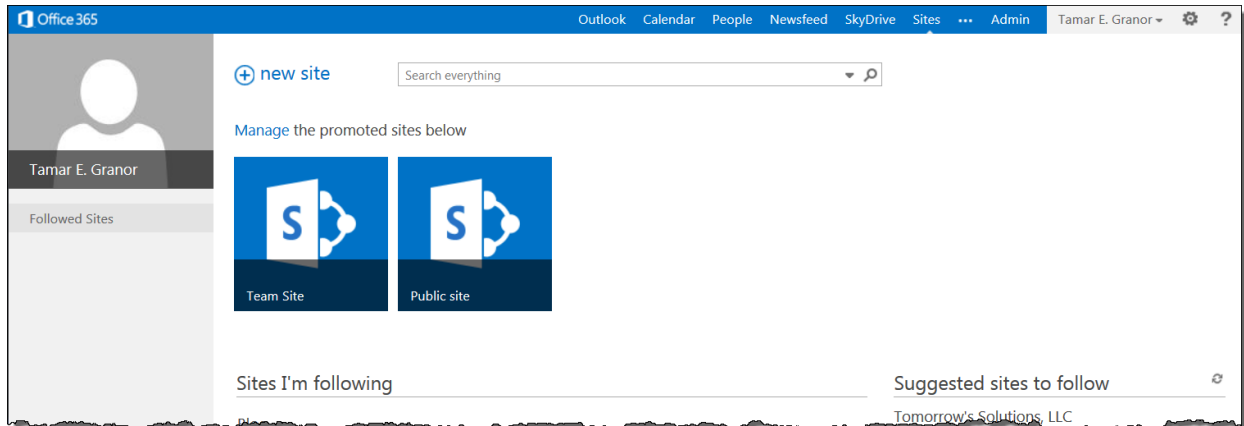 Office 365
Outlook Calendar People Newsfeed SkyDrive Sites ••• Admin Tamar E. Granor ?
new site
Search everything
Manage the promoted sites below
Tamar E. Granor
Followed Sites
S S
Team Site Public site
Sites I'm following
Suggested sites to follow
Tomorrow's Solutions, LLC